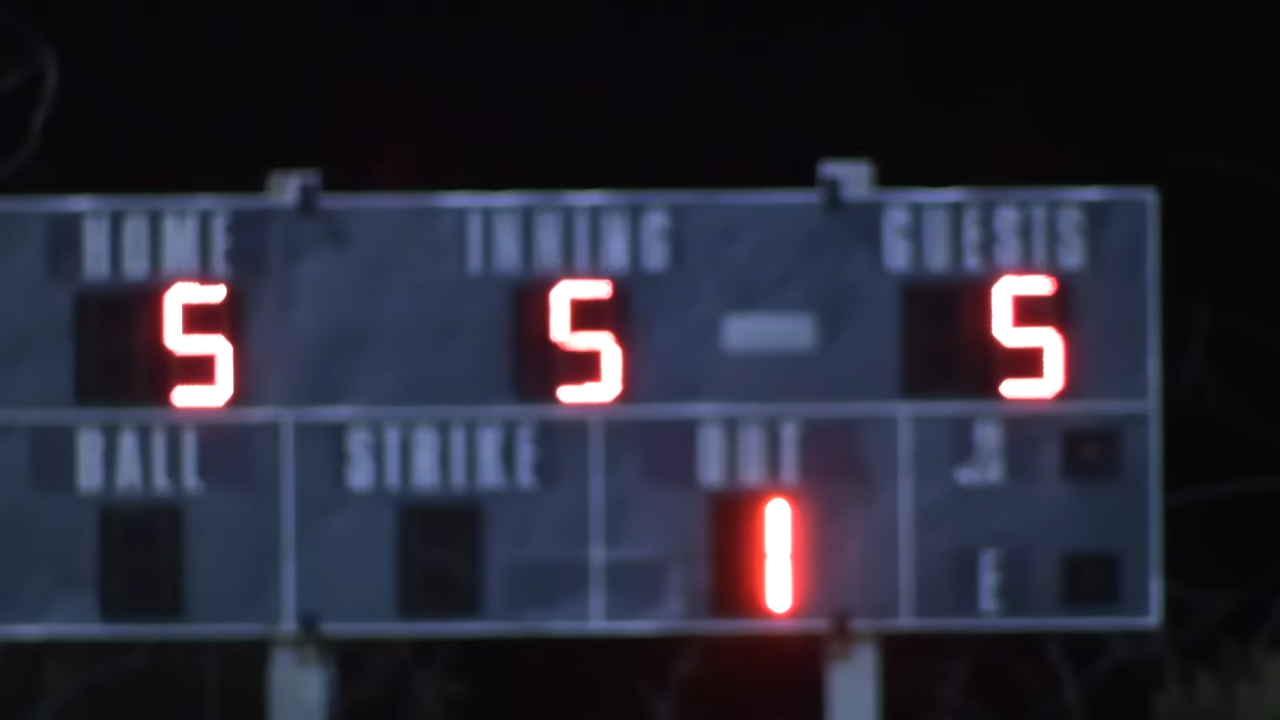 HOME INNING GUESTS
5 5 5
BALL STRIKE OUT H
1
E